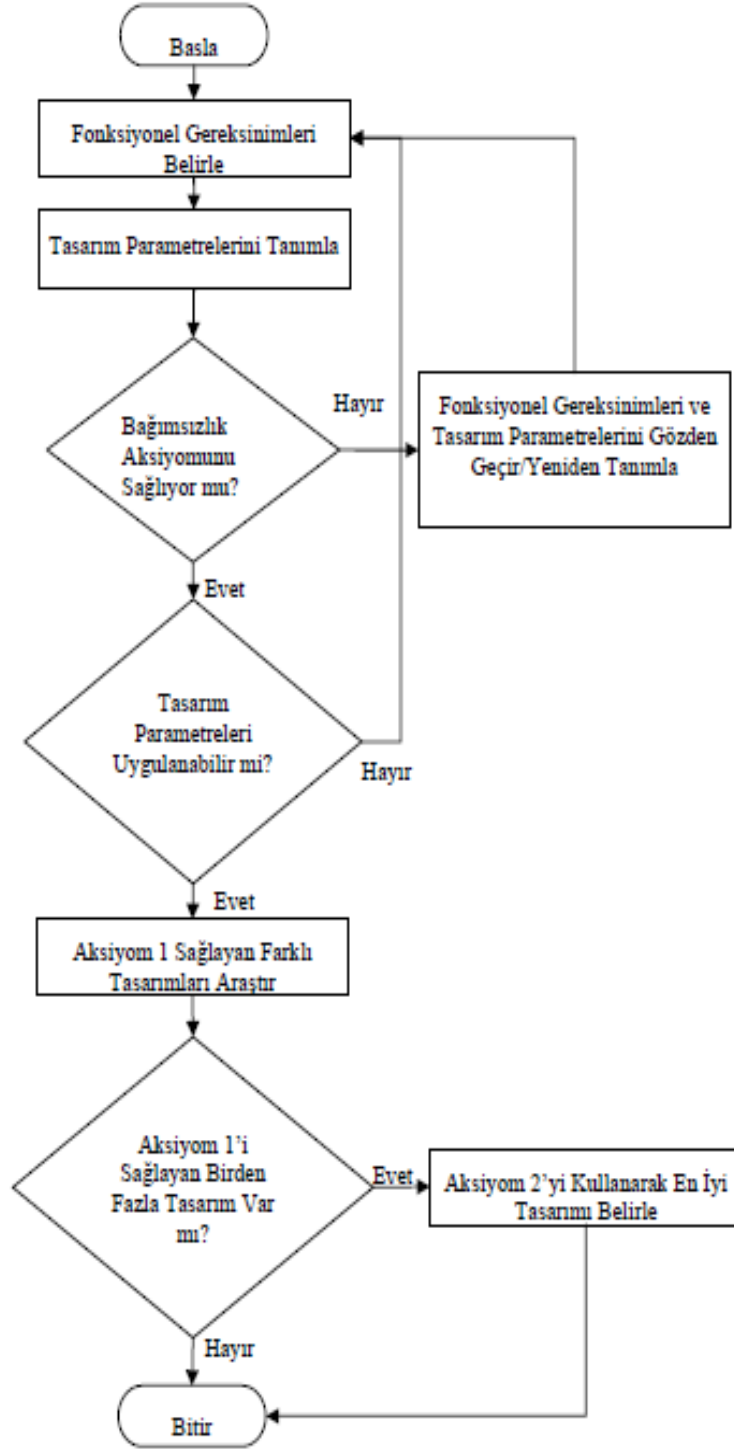 Basla
Fonksiyonel Gereksinimleri
Belirle
Tasarım Parametrelerini Tanımla
Hayır
Bağımsızlık
Aksiyomunu
Sağlıyor mu?
Fonksiyonel Gereksinimleri ve
Tasarım Parametrelerini Gözden
Geçir/Yeniden Tanımla
Evet
Tasarım
Parametreleri
Uygulanabilir mi?
Hayır
Evet
Aksiyom 1 Sağlayan Farklı
Tasarımları Araştır
Aksiyom 1'i
Sağlayan Birden
Fazla Tasarım Var
mı?
Evet
Aksiyom 2'yi Kullanarak En İyi
Tasarımı Belirle
Hayır
Bitir